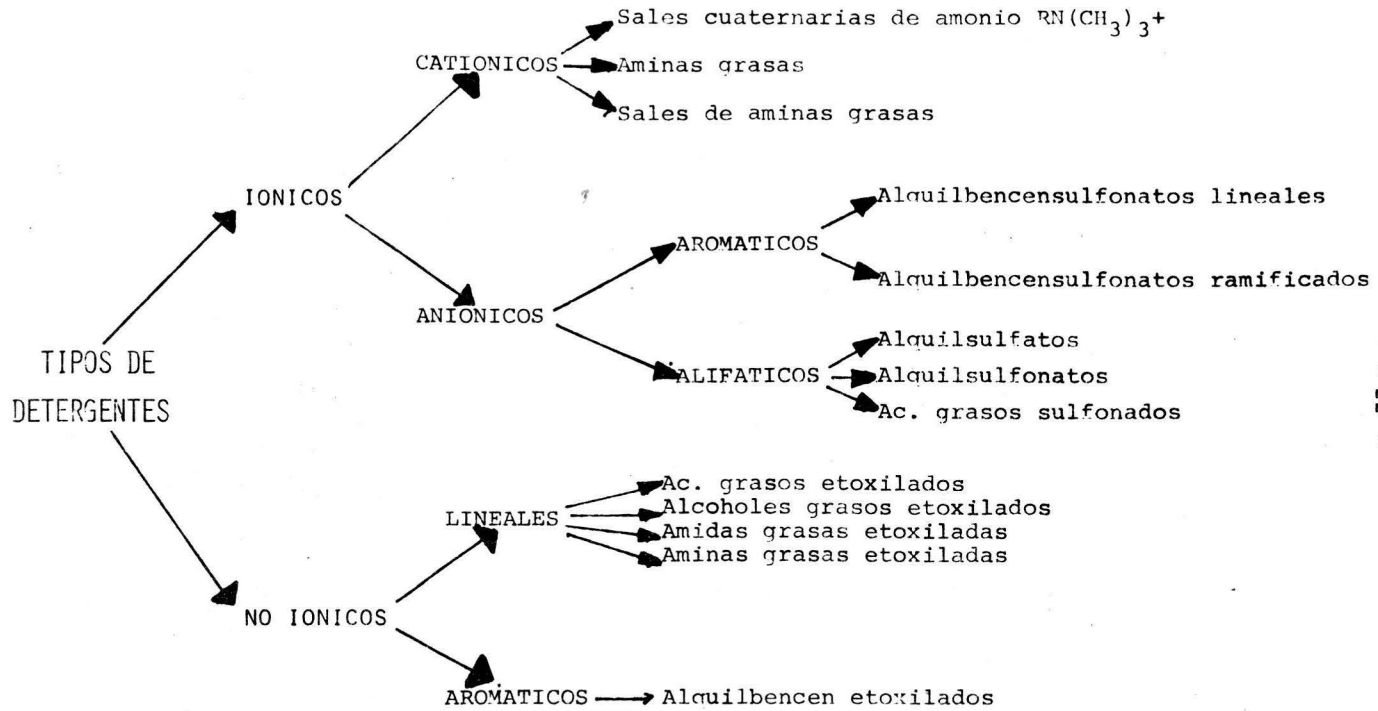 Sales cuaternarias de amonio RN(CH3)3+
CATIONICOS
Aminas grasas
Sales de aminas grasas
IONICOS
Alquilbencensulfonatos lineales
AROMATICOS
Alquilbencensulfonatos ramificados
ANIONICOS
Alquilsulfatos
ALIFATICOS
Alquilsulfonatos
Ac. grasos sulfonados
TIPOS DE
DETERGENTES
Ac. grasos etoxilados
LINEALES
Alcoholes grasos etoxilados
Amidas grasas etoxiladas
Aminas grasas etoxiladas
NO IONICOS
AROMATICOS
Alquilbencen etoxilados